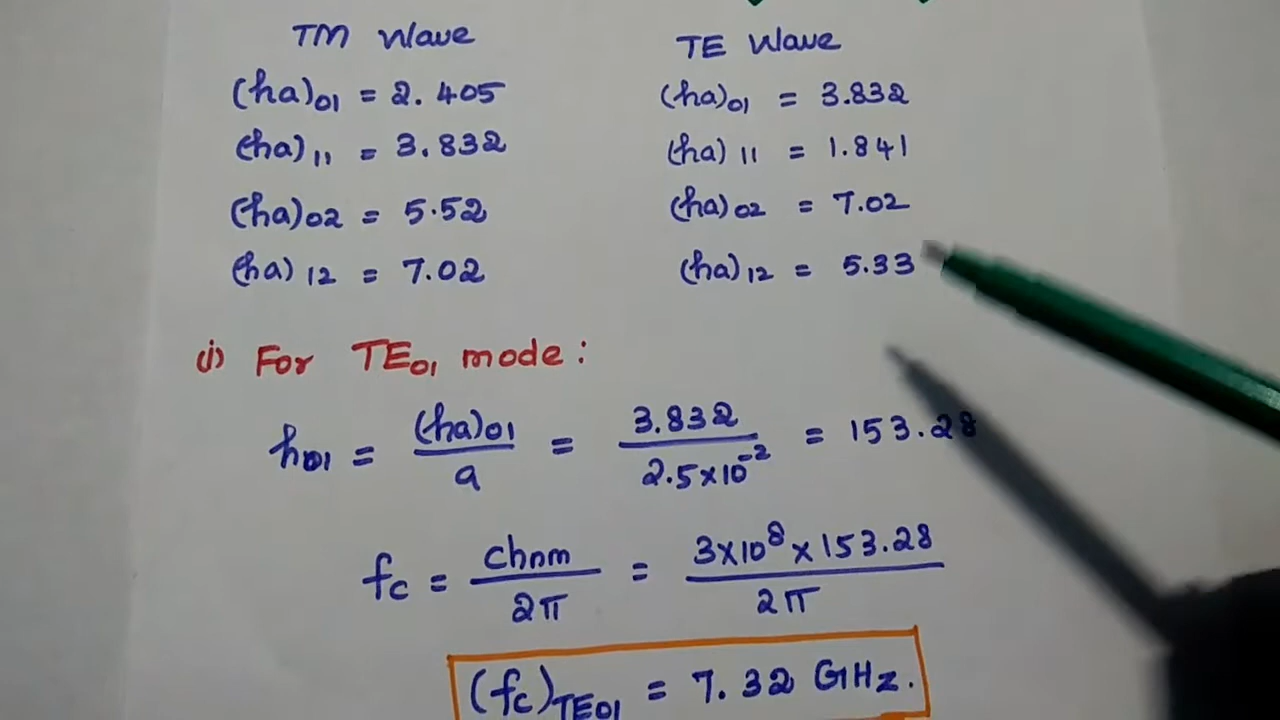 TM Wave
(ha)01 = 2.405
(ha)11 = 3.832
(ha)02 = 5.52
(ha)12 = 7.02
TE Wave
(ha)01 = 3.832
(ha)11 = 1.841
(ha)02 = 7.02
(ha)12 = 5.33
(i) For TE01 mode:
h01 = (ha)01 / a = 3.832 / 2.5×10^-2 = 153.28
fc = chnm / 2π = 3×10^8×153.28 / 2π
(fc)TE01 = 7.32 GHz.